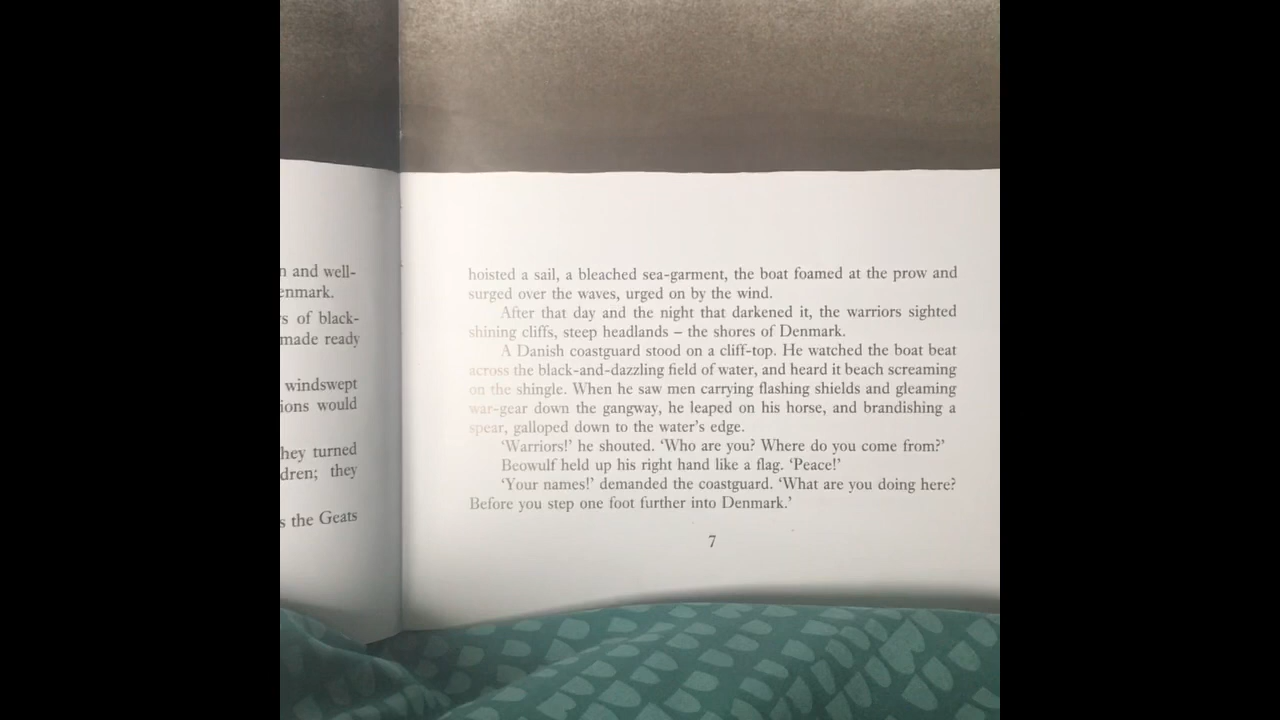 n and well-
enmark.
s of black-
made ready
windswept
ions would
hey turned
dren; they
s the Geats
hoisted a sail, a bleached sea-garment, the boat foamed at the prow and
surged over the waves, urged on by the wind.
After that day and the night that darkened it, the warriors sighted
shining cliffs, steep headlands – the shores of Denmark.
A Danish coastguard stood on a cliff-top. He watched the boat beat
across the black-and-dazzling field of water, and heard it beach screaming
on the shingle. When he saw men carrying flashing shields and gleaming
war-gear down the gangway, he leaped on his horse, and brandishing a
spear, galloped down to the water's edge.
‘Warriors!’ he shouted. ‘Who are you? Where do you come from?’
Beowulf held up his right hand like a flag. ‘Peace!’
‘Your names!’ demanded the coastguard. ‘What are you doing here?
Before you step one foot further into Denmark.’
7